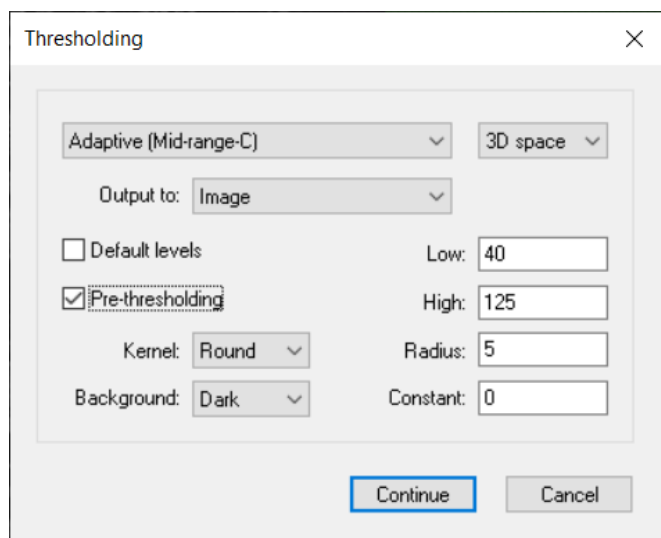 Thresholding
Adaptive (Mid-range-C) 3D space
Output to: Image
Default levels Low: 40
Pre-thresholding High: 125
Kernel: Round Radius: 5
Background: Dark Constant: 0
Continue Cancel